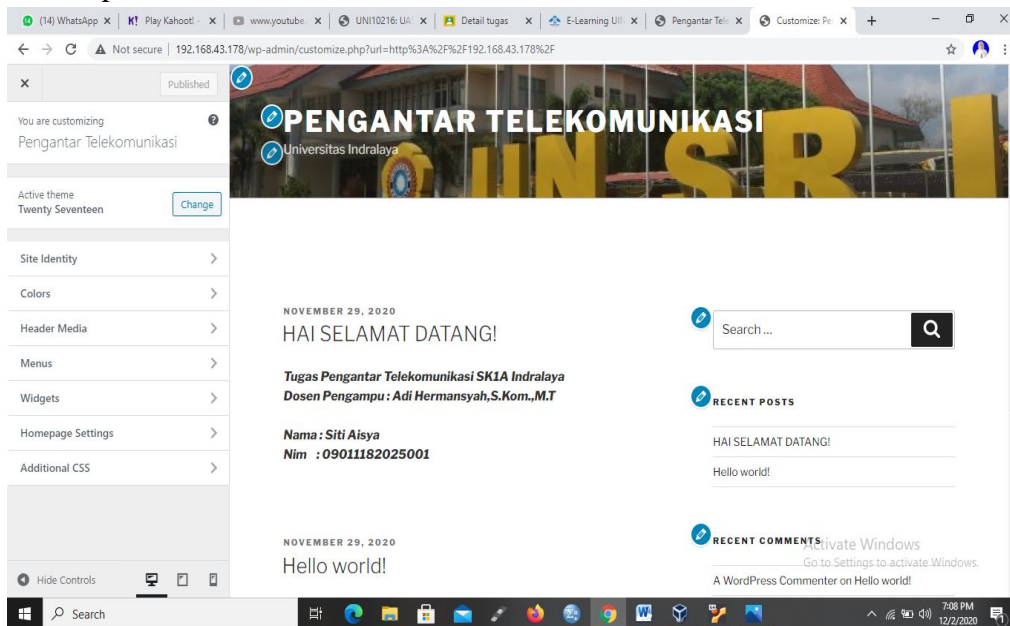 (14) WhatsApp
Play Kahoot! -
www.youtube.
UNI10216: UA
Detail tugas
E-Learning UI
Pengantar Tele
Customize: Pe
Not secure
192.168.43.178/wp-admin/customize.php?url=http%3A%2F%2F192.168.43.178%2F
Published
You are customizing
Pengantar Telekomunikasi
Active theme
Twenty Seventeen
Change
Site Identity
Colors
Header Media
Menus
Widgets
Homepage Settings
Additional CSS
Hide Controls
PENGANTAR TELEKOMUNIKASI
Universitas Indralaya
UNSRI
NOVEMBER 29, 2020
HAI SELAMAT DATANG!
Tugas Pengantar Telekomunikasi SK1A Indralaya
Dosen Pengampu : Adi Hermansyah,S.Kom.,M.T
Nama : Siti Aisya
Nim : 09011182025001
NOVEMBER 29, 2020
Hello world!
Search ...
RECENT POSTS
HAI SELAMAT DATANG!
Hello world!
RECENT COMMENTS
A WordPress Commenter on Hello world!
Activate Windows
Go to Settings to activate Windows.
Search
7:08 PM
12/2/2020